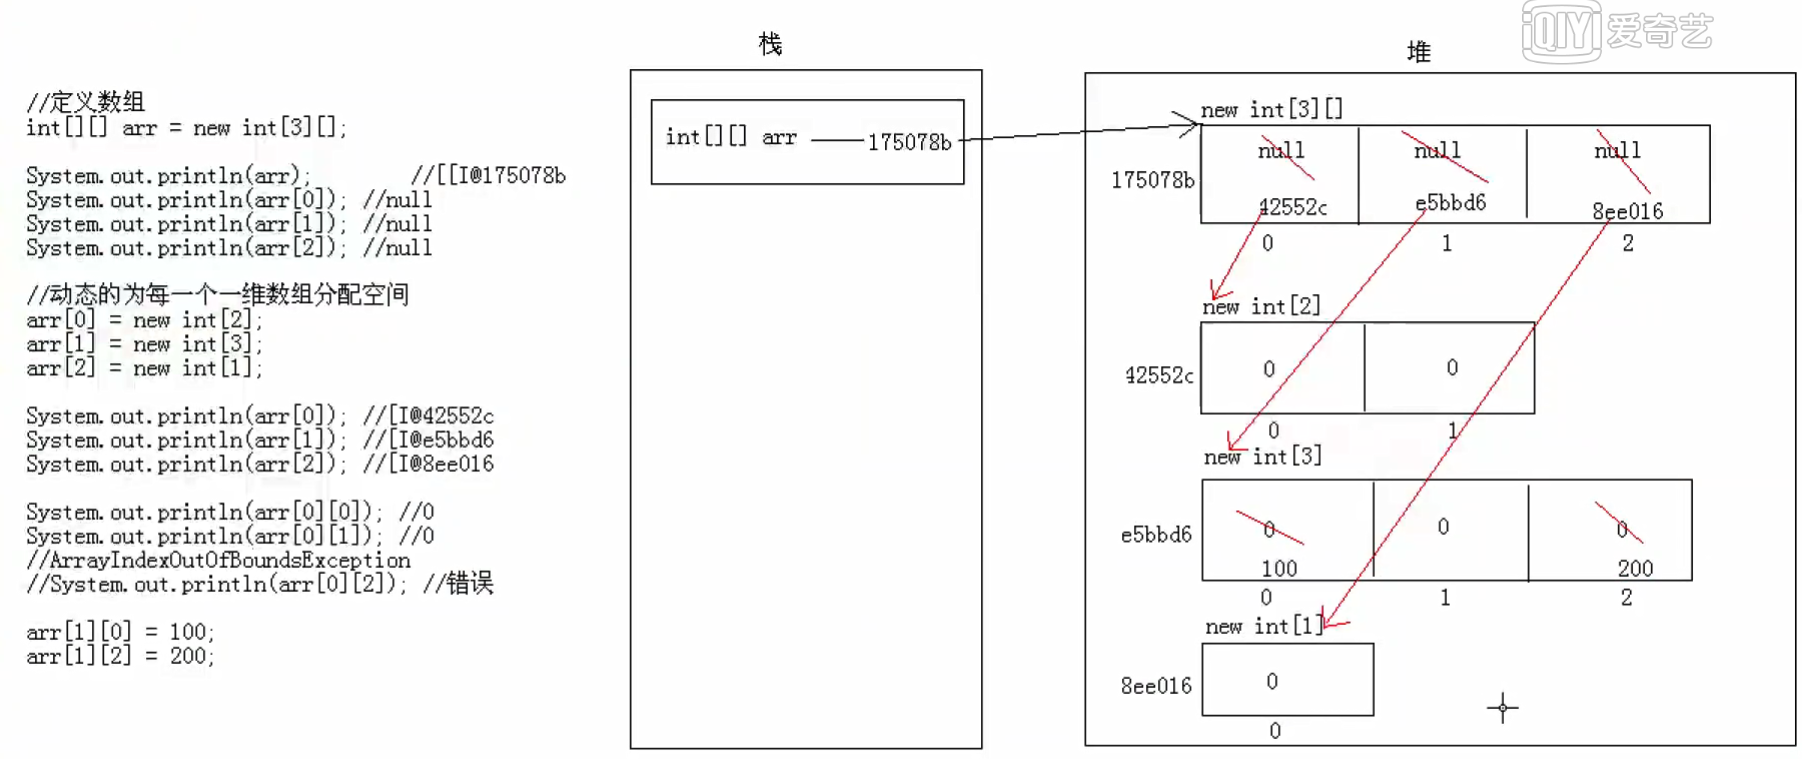 //定义数组
int[][] arr = new int[3][];
System.out.println(arr); //[[I@175078b
System.out.println(arr[0]); //null
System.out.println(arr[1]); //null
System.out.println(arr[2]); //null
//动态的为每一个一维数组分配空间
arr[0] = new int[2];
arr[1] = new int[3];
arr[2] = new int[1];
System.out.println(arr[0]); //[I@42552c
System.out.println(arr[1]); //[I@e5bbd6
System.out.println(arr[2]); //[I@8ee016
System.out.println(arr[0][0]); //0
System.out.println(arr[0][1]); //0
//ArrayIndexOutOfBoundsException
//System.out.println(arr[0][2]); //错误
arr[1][0] = 100;
arr[1][2] = 200;
栈
int[][] arr 175078b
堆
QIY 爱奇艺
new int[3][]
null null null
175078b
42552c e5bbd6 8ee016
0 1 2
new int[2]
42552c 0 0
0 1
new int[3]
e5bbd6 0 0 0
100 200
0 1 2
new int[1]
8ee016 0
0